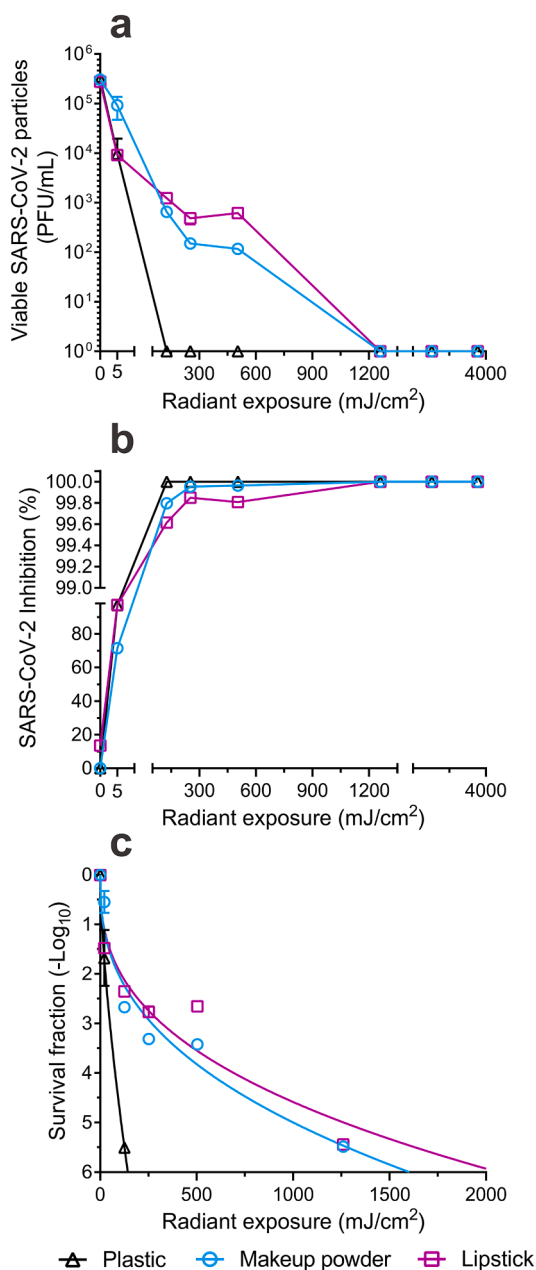 a
10⁶
10⁵
10⁴
10³
10²
10¹
10⁰
Viable SARS-CoV-2 particles
(PFU/mL)
0 5 300 600 900 1200 4000
Radiant exposure (mJ/cm²)
b
100.0
99.8
99.6
99.4
99.2
99.0
80
60
40
20
0
SARS-CoV-2 Inhibition (%)
0 5 300 600 900 1200 4000
Radiant exposure (mJ/cm²)
c
0
1
2
3
4
5
6
Survival fraction (-Log₁₀)
0 500 1000 1500 2000
Radiant exposure (mJ/cm²)
Plastic Makeup powder Lipstick